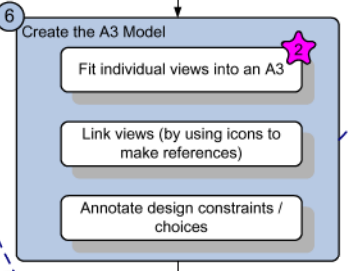 6
Create the A3 Model
2
Fit individual views into an A3
Link views (by using icons to
make references)
Annotate design constraints /
choices